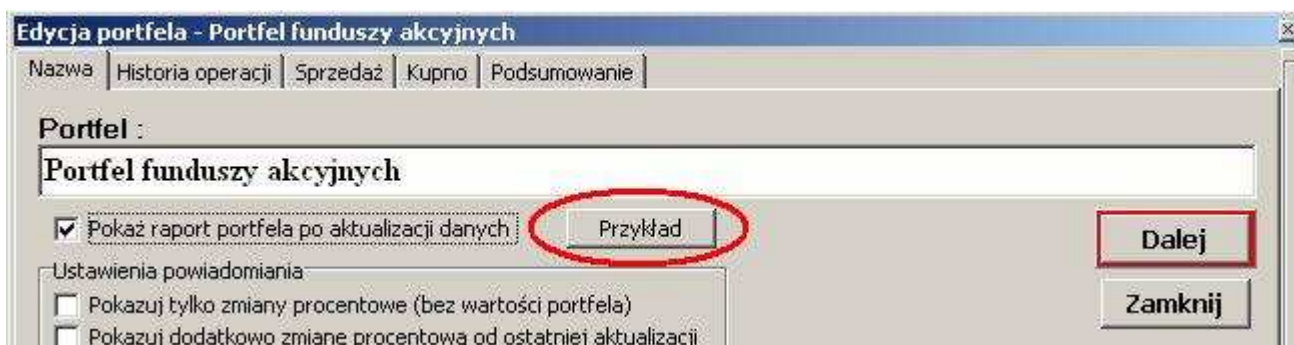 Edycja portfela - Portfel funduszy akcyjnych
Nazwa Historia operacji Sprzedaż Kupno Podsumowanie
Portfel :
Portfel funduszy akcyjnych
Pokaż raport portfela po aktualizacji danych Przykład
Dalej
Ustawienia powiadomiania
Pokazuj tylko zmiany procentowe (bez wartości portfela)
Zamknij
Pokazuj dodatkowo zmianę procentową od ostatniej aktualizacji